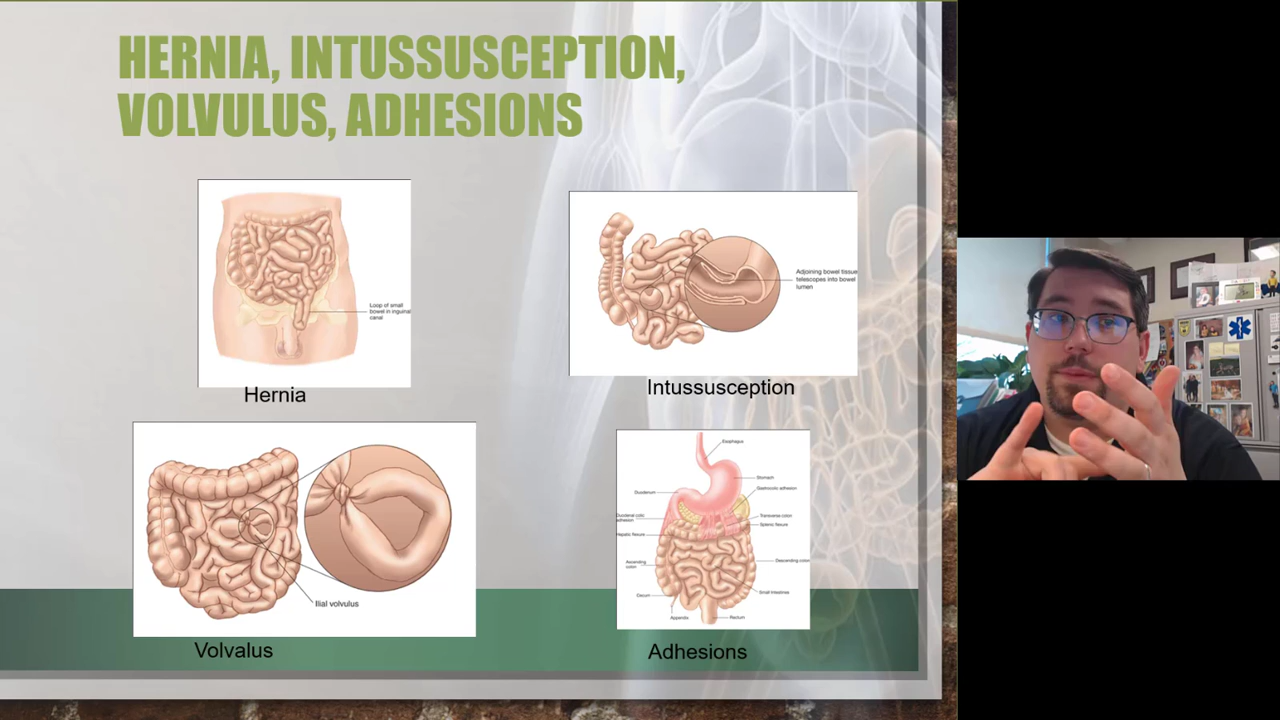 HERNIA, INTUSSUSCEPTION,
VOLVULUS, ADHESIONS
Loop of small
bowel in inguinal
canal
Hernia
Adjoining bowel tissue
telescopes into bowel
lumen
Intussusception
Ilial volvulus
Volvalus
Esophagus
Stomach
Duodenum
Gastrocolic adhesion
Duodenal colic
adhesion
Transverse colon
Splenic flexure
Hepatic flexure
Ascending
colon
Descending colon
Cecum
Small intestines
Appendix
Rectum
Adhesions